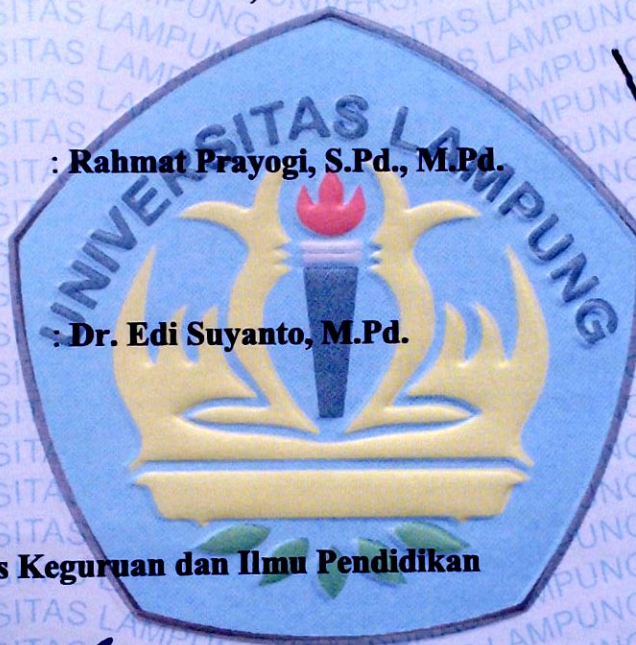 UNIVERSITAS LAMPUNG
: Rahmat Prayogi, S.Pd., M.Pd.
: Dr. Edi Suyanto, M.Pd.
Keguruan dan Ilmu Pendidikan